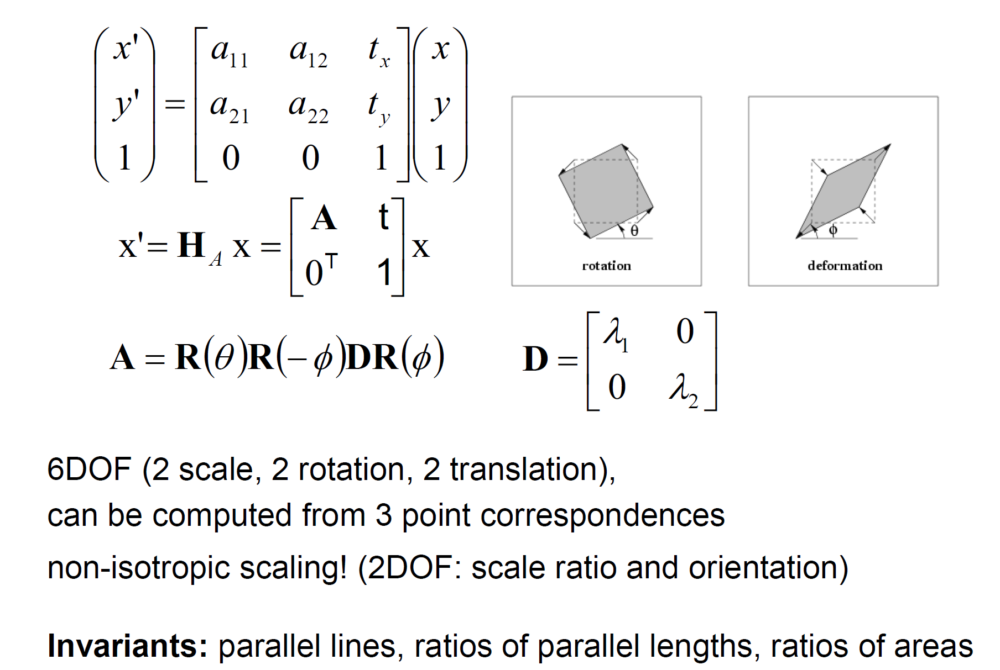 (x' y' 1) = [a₁₁ a₁₂ tₓ; a₂₁ a₂₂ t_y; 0 0 1] (x y 1)
x' = H_A x = [A t; 0ᵀ 1] x
θ
rotation
ϕ
deformation
A = R(θ)R(−ϕ)DR(ϕ)
D = [λ₁ 0; 0 λ₂]
6DOF (2 scale, 2 rotation, 2 translation),
can be computed from 3 point correspondences
non-isotropic scaling! (2DOF: scale ratio and orientation)
Invariants: parallel lines, ratios of parallel lengths, ratios of areas